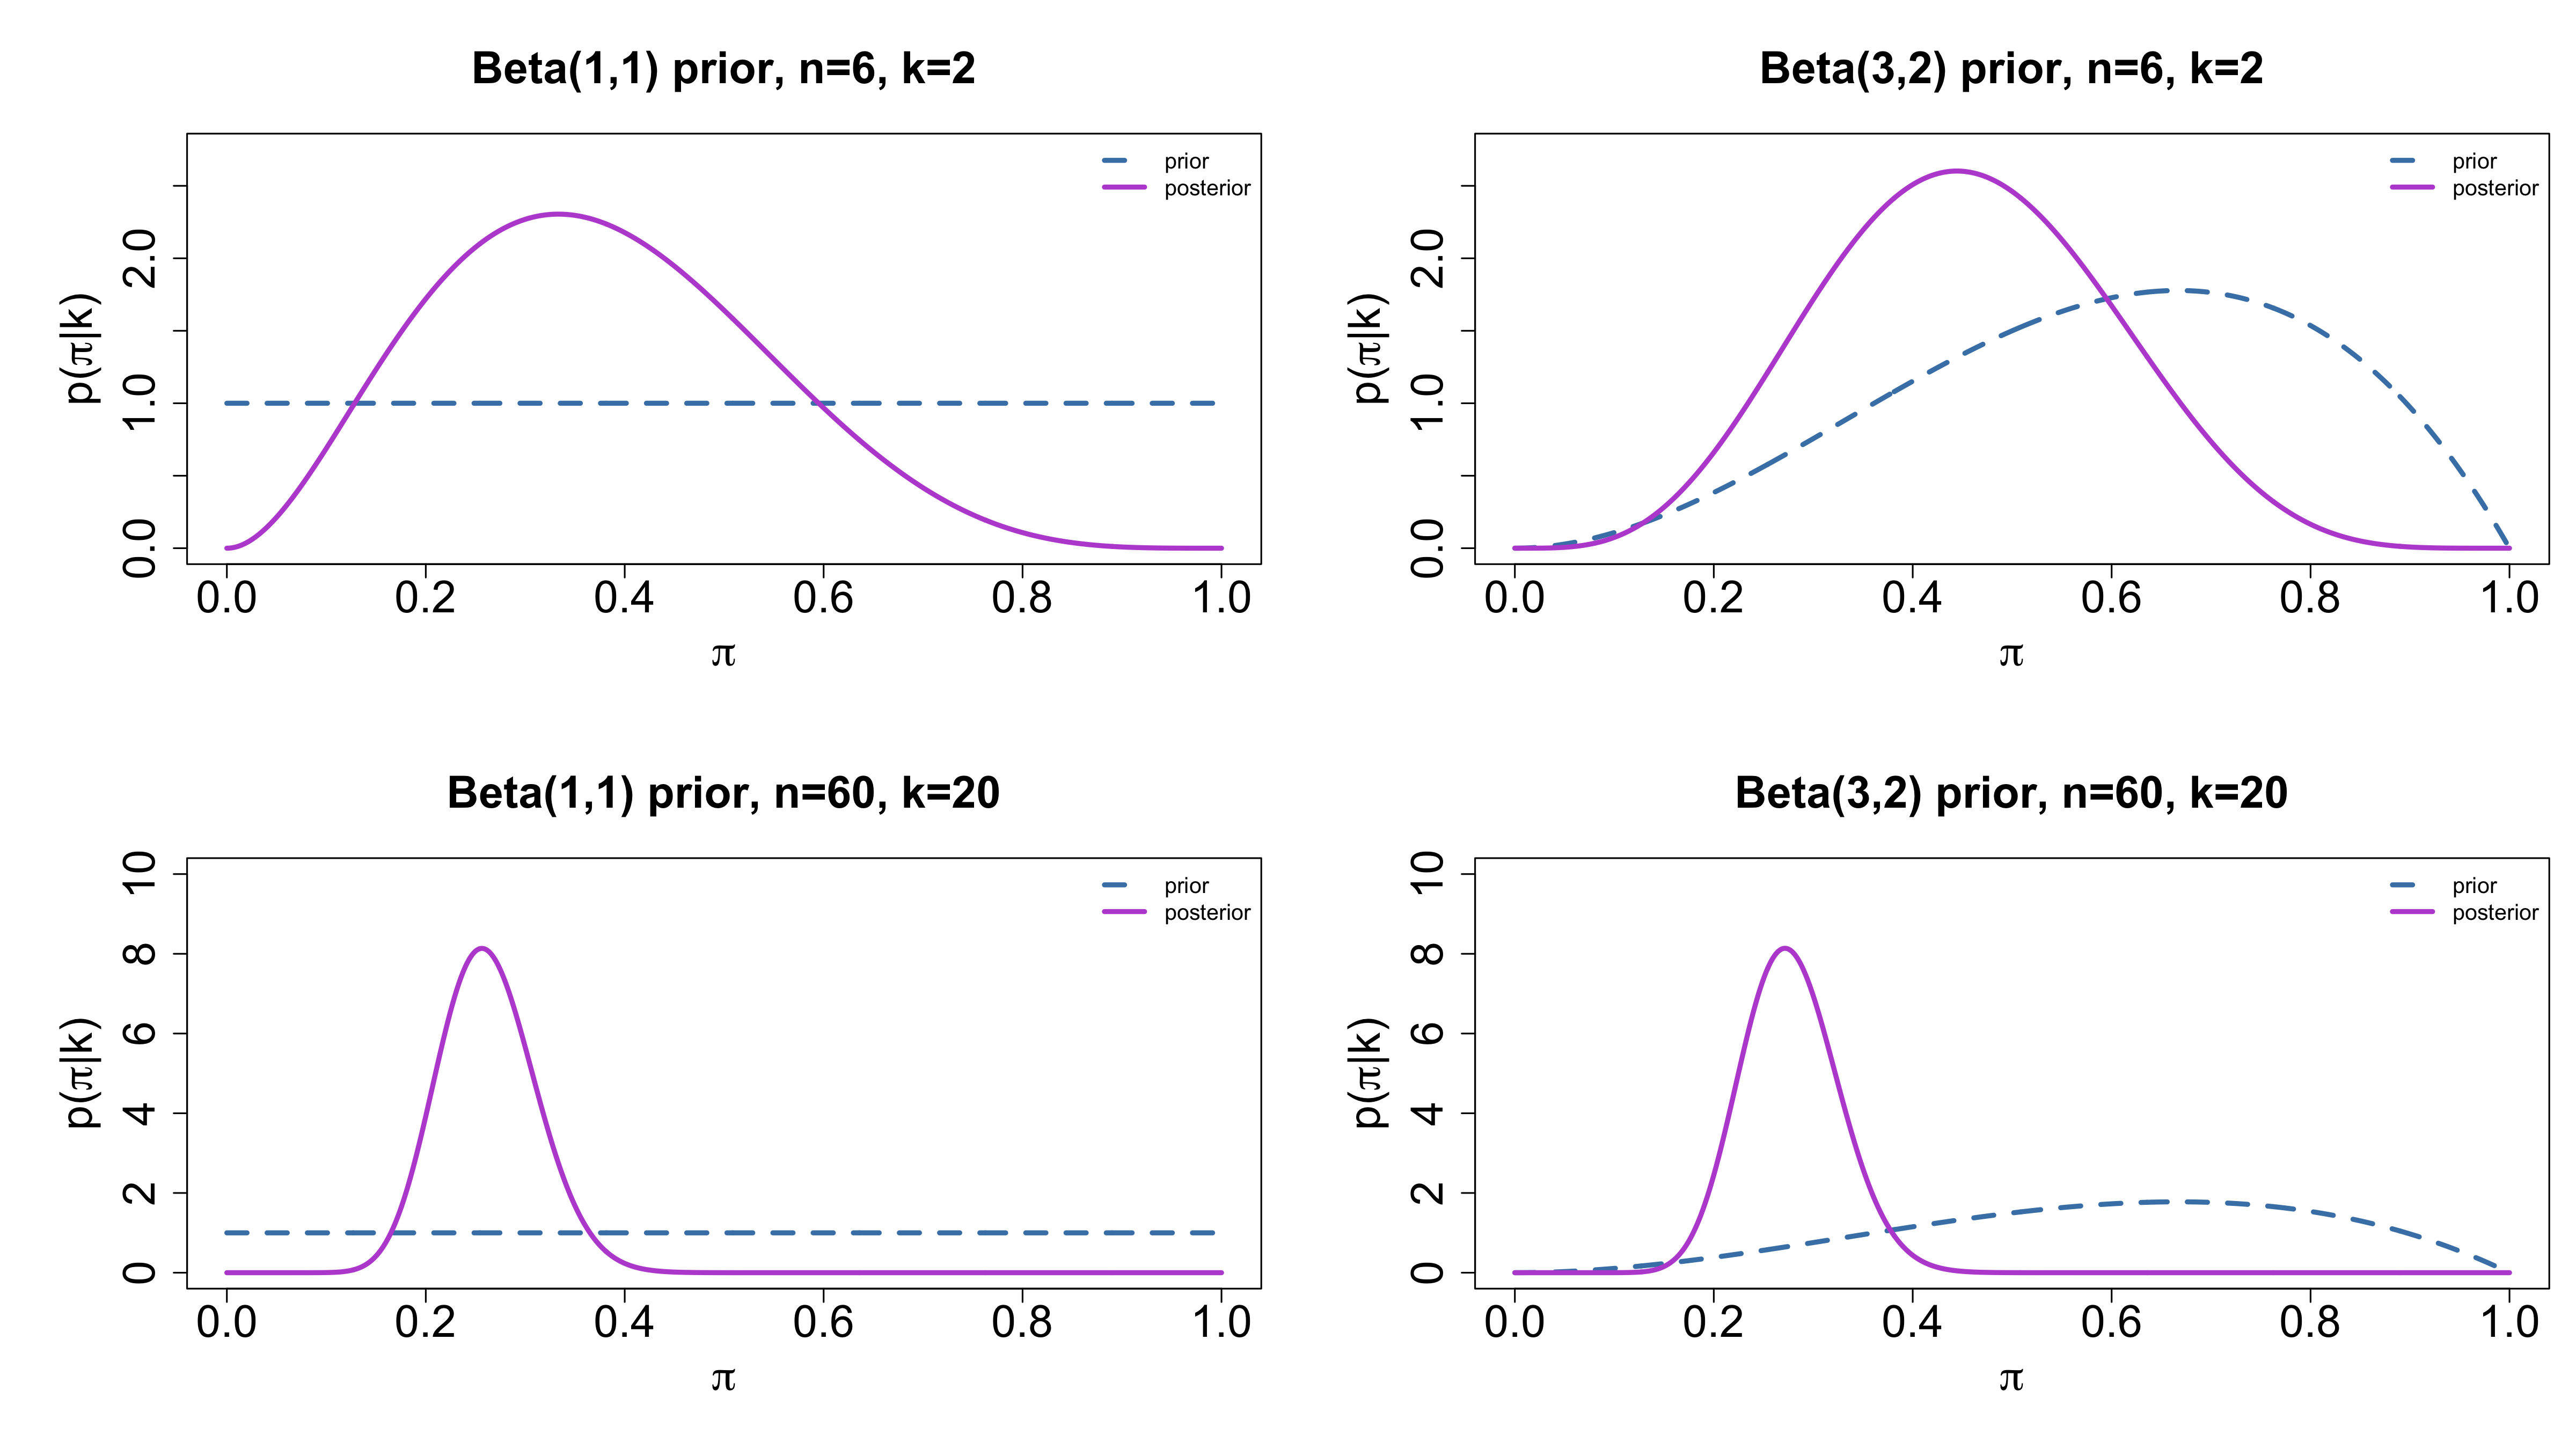 Beta(1,1) prior, n=6, k=2
prior
posterior
p(π|k)
0.0 1.0 2.0
0.0 0.2 0.4 0.6 0.8 1.0
π
Beta(3,2) prior, n=6, k=2
prior
posterior
p(π|k)
0.0 1.0 2.0
0.0 0.2 0.4 0.6 0.8 1.0
π
Beta(1,1) prior, n=60, k=20
prior
posterior
p(π|k)
0 2 4 6 8 10
0.0 0.2 0.4 0.6 0.8 1.0
π
Beta(3,2) prior, n=60, k=20
prior
posterior
p(π|k)
0 2 4 6 8 10
0.0 0.2 0.4 0.6 0.8 1.0
π